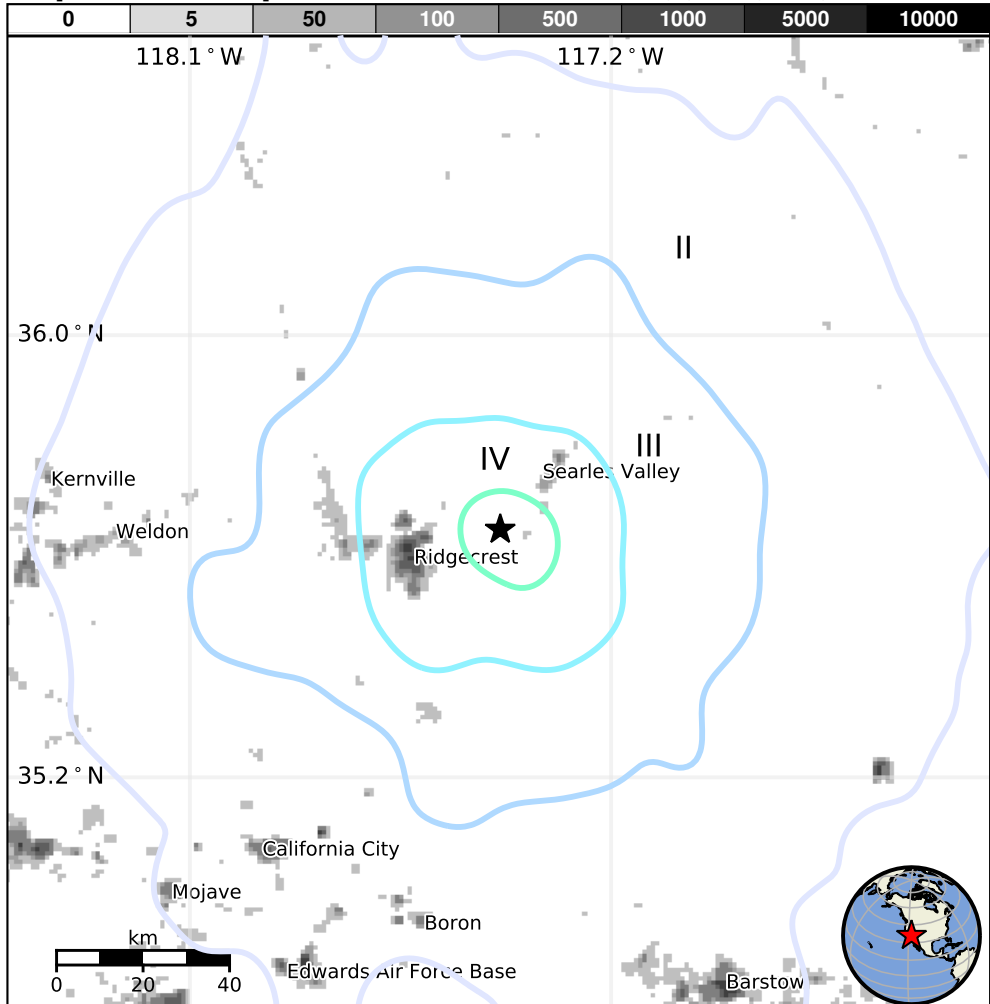 0 5 50 100 500 1000 5000 10000
118.1°W 117.2°W
II
36.0°N
III
IV
Searles Valley
Kernville
Weldon
Ridgecrest
35.2°N
California City
Mojave
Boron
km
Edwards Air Force Base
Barstow
0 20 40